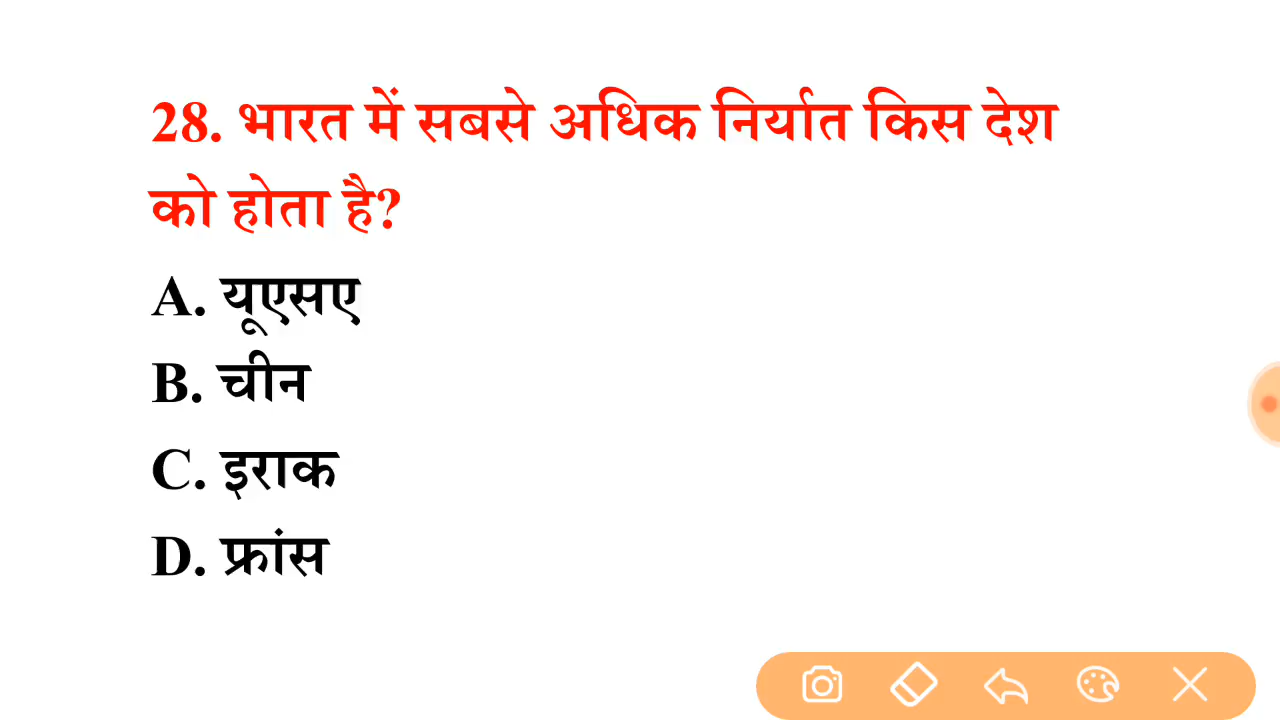 28. भारत में सबसे अधिक निर्यात किस देश
को होता है?
A. यूएसए
B. चीन
C. इराक
D. फ्रांस